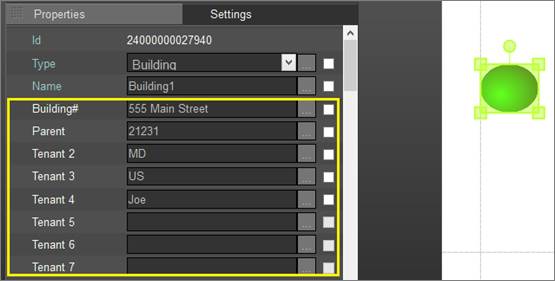 Properties Settings
Id 24000000027940
Type Building ...
Name Building1 ...
Building# 555 Main Street ...
Parent 21231 ...
Tenant 2 MD ...
Tenant 3 US ...
Tenant 4 Joe ...
Tenant 5 ...
Tenant 6 ...
Tenant 7 ...